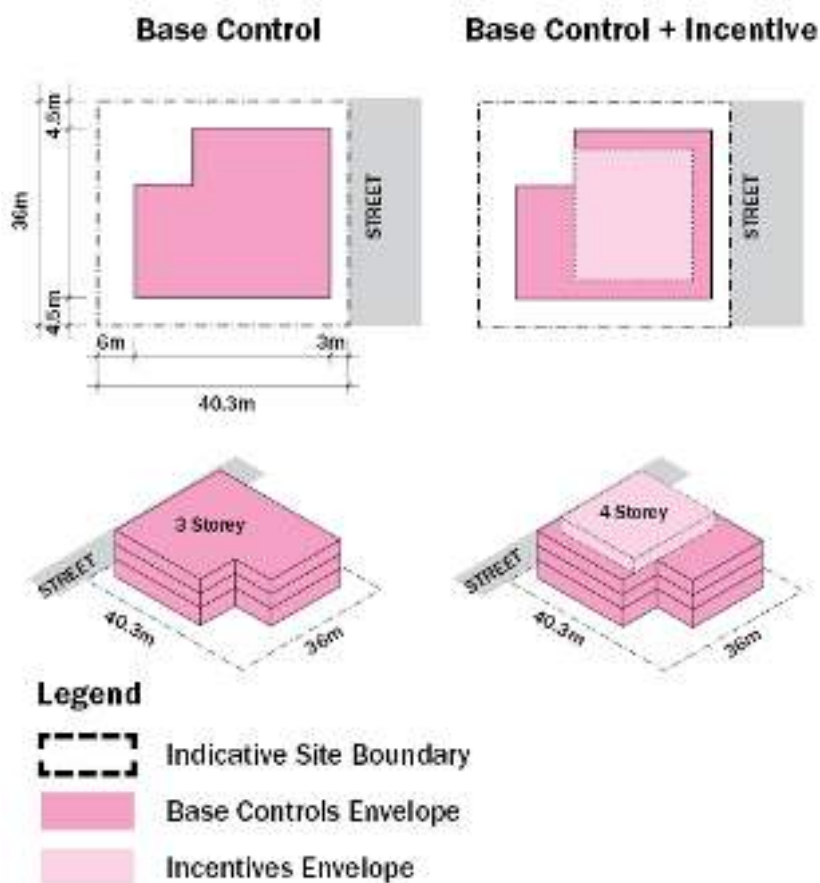 Base Control
Base Control + Incentive
4.5m
36m
4.5m
STREET
6m
3m
40.3m
STREET
3 Storey
STREET
40.3m
36m
4 Storey
STREET
40.3m
36m
Legend
Indicative Site Boundary
Base Controls Envelope
Incentives Envelope